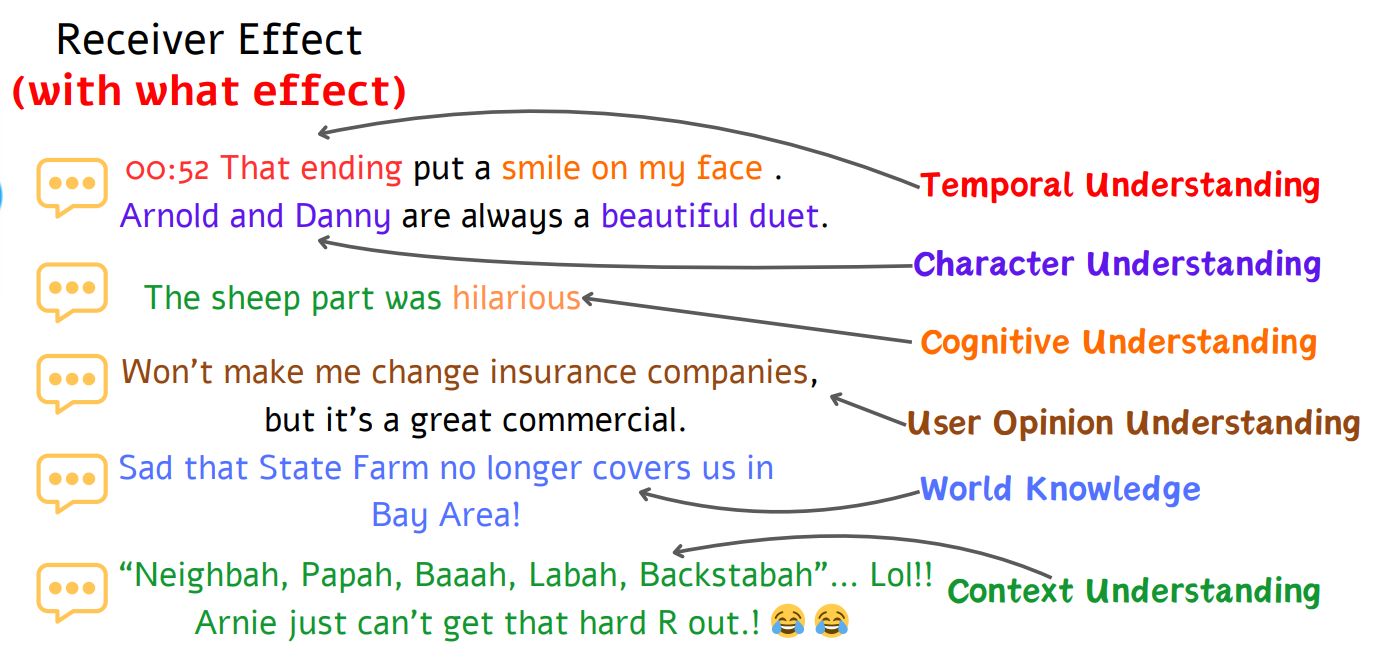 Receiver Effect
(with what effect)
00:52 That ending put a smile on my face .
Arnold and Danny are always a beautiful duet.
The sheep part was hilarious
Won't make me change insurance companies,
but it's a great commercial.
Sad that State Farm no longer covers us in
Bay Area!
“Neighbah, Papah, Baaah, Labah, Backstabah”... Lol!!
Arnie just can't get that hard R out.! 😂 😂
Temporal Understanding
Character Understanding
Cognitive Understanding
User Opinion Understanding
World Knowledge
Context Understanding